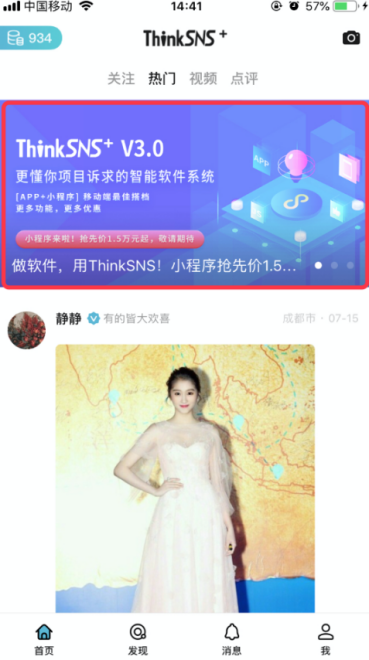 中国移动 14:41 57%
934 ThinkSNS+
关注 热门 视频 点评
ThinkSNS+ V3.0
更懂你项目诉求的智能软件系统
[APP+小程序] 移动端最佳搭档
更多功能，更多优惠
APP
小程序来啦！抢先价1.5万元起，敬请期待
做软件，用ThinkSNS！小程序抢先价1.5...
静静 有的皆大欢喜 成都市 · 07-15
首页 发现 消息 我